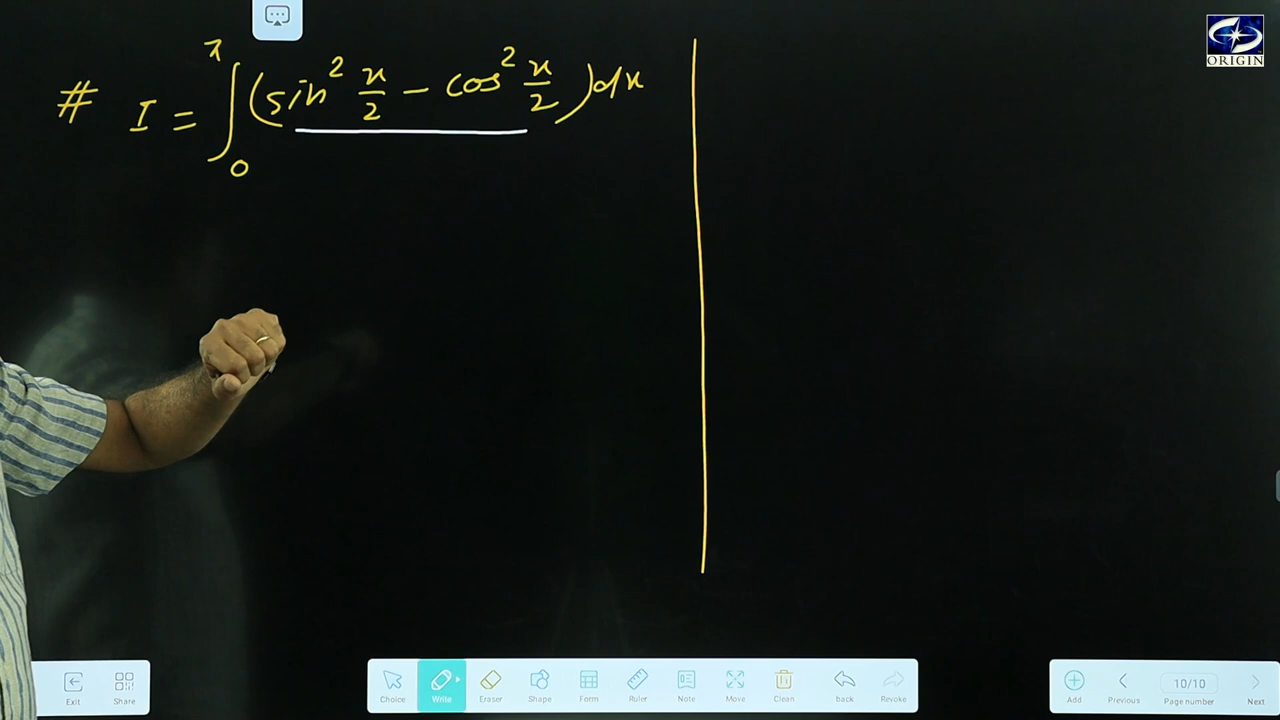 # I = ∫₀^π (sin² x/2 − cos² x/2) dx
ORIGIN
Exit
Share
Choice
Write
Eraser
Shape
Form
Ruler
Note
Move
Clean
back
Revoke
Add
Previous
10/10
Page number
Next